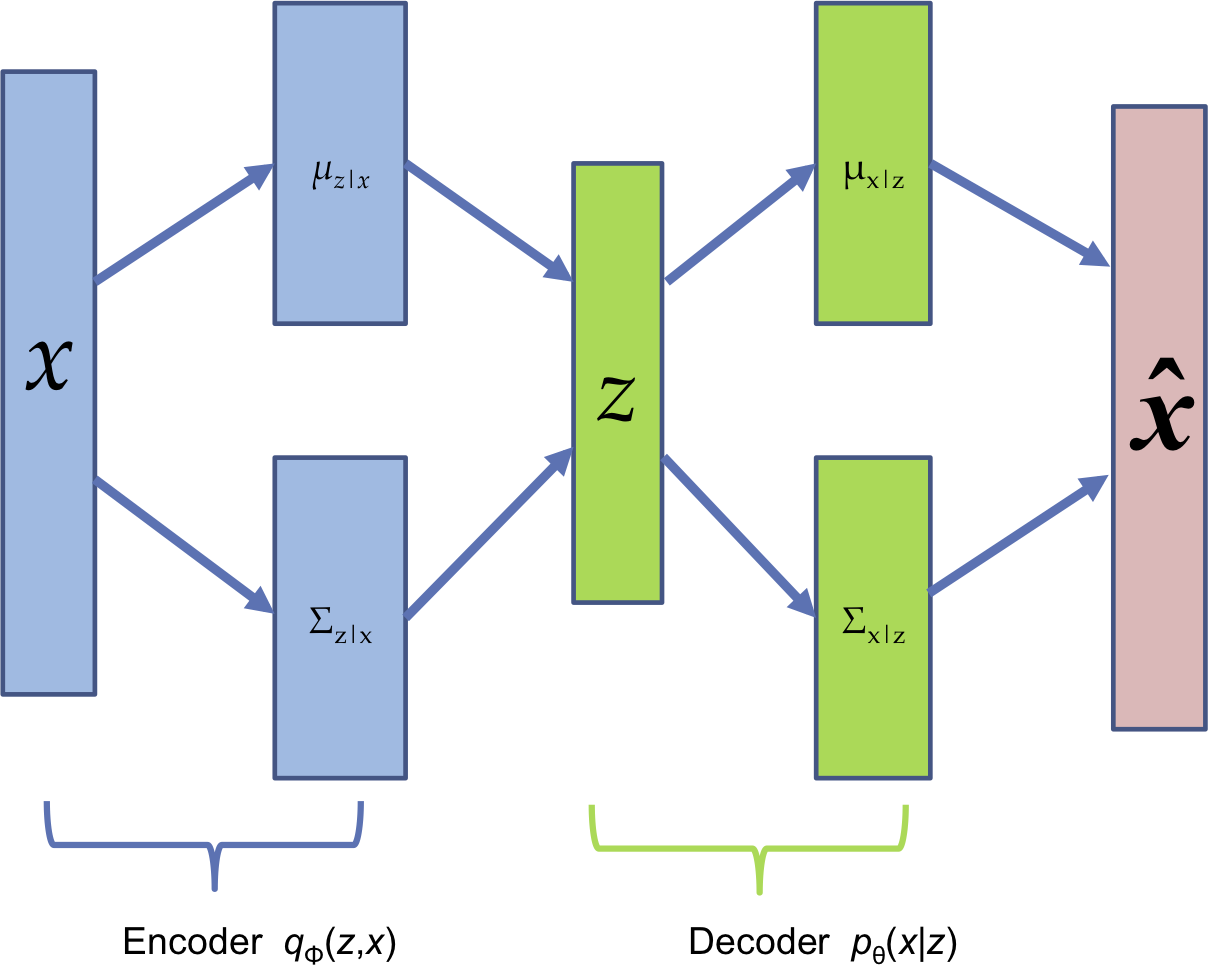 x
μz|x
Σz|x
z
μx|z
Σx|z
x̂
Encoder qΦ(z,x)
Decoder pθ(x|z)